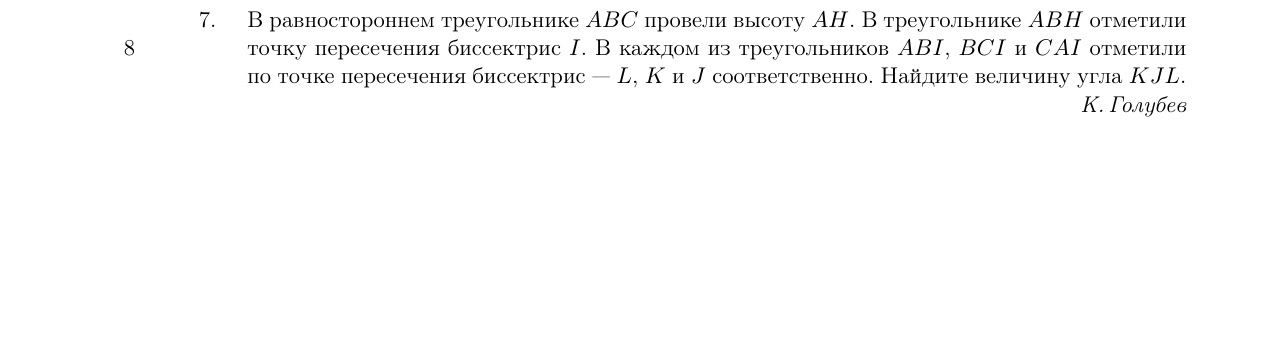 7. В равностороннем треугольнике ABC провели высоту AH. В треугольнике ABH отметили
8 точку пересечения биссектрис I. В каждом из треугольников ABI, BCI и CAI отметили
по точке пересечения биссектрис — L, K и J соответственно. Найдите величину угла KJL.
К. Голубев